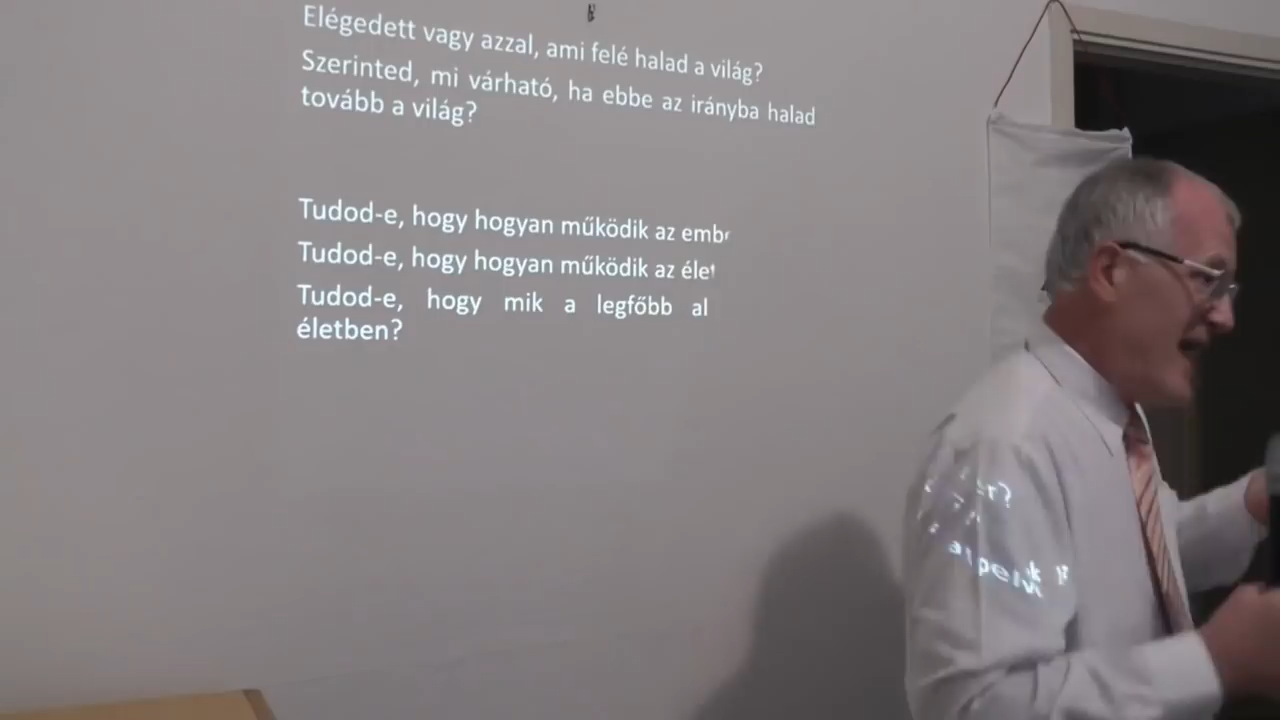 Elégedett vagy azzal, ami felé halad a világ?
Szerinted, mi várható, ha ebbe az irányba halad
tovább a világ?
Tudod-e, hogy hogyan működik az emb
Tudod-e, hogy hogyan működik az éle
Tudod-e, hogy mik a legfőbb al
életben?